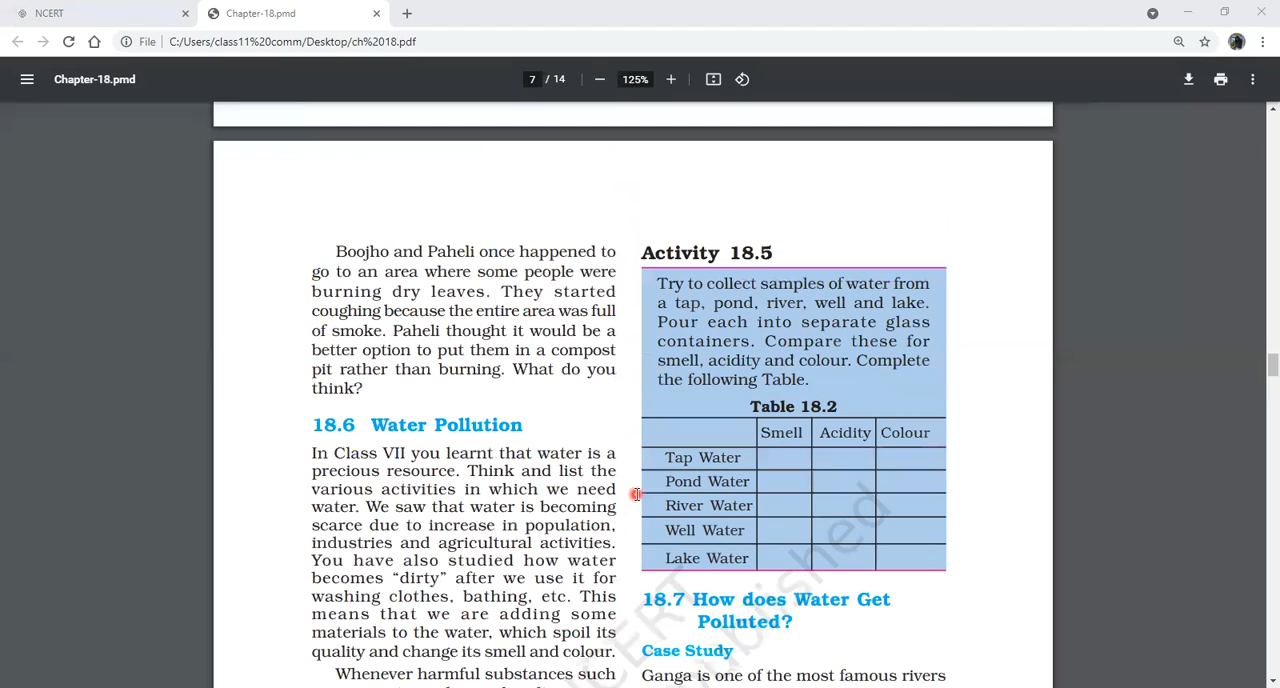 NCERT
Chapter-18.pmd
File
C:/Users/class11%20comm/Desktop/ch%2018.pdf
Chapter-18.pmd
7 / 14
125%
Boojho and Paheli once happened to
go to an area where some people were
burning dry leaves. They started
coughing because the entire area was full
of smoke. Paheli thought it would be a
better option to put them in a compost
pit rather than burning. What do you
think?
18.6 Water Pollution
In Class VII you learnt that water is a
precious resource. Think and list the
various activities in which we need
water. We saw that water is becoming
scarce due to increase in population,
industries and agricultural activities.
You have also studied how water
becomes “dirty” after we use it for
washing clothes, bathing, etc. This
means that we are adding some
materials to the water, which spoil its
quality and change its smell and colour.
Whenever harmful substances such
Activity 18.5
Try to collect samples of water from
a tap, pond, river, well and lake.
Pour each into separate glass
containers. Compare these for
smell, acidity and colour. Complete
the following Table.
Table 18.2
Smell Acidity Colour
Tap Water
Pond Water
River Water
Well Water
Lake Water
18.7 How does Water Get
Polluted?
Case Study
Ganga is one of the most famous rivers
NCERT
published